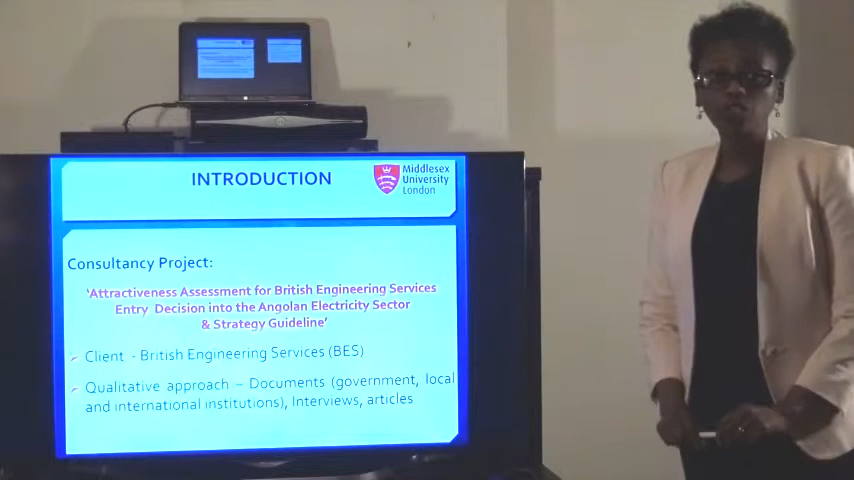 INTRODUCTION
Middlesex
University
London
Consultancy Project:
‘Attractiveness Assessment for British Engineering Services
Entry Decision into the Angolan Electricity Sector
& Strategy Guideline’
Client - British Engineering Services (BES)
Qualitative approach – Documents (government, local
and international institutions), Interviews, articles